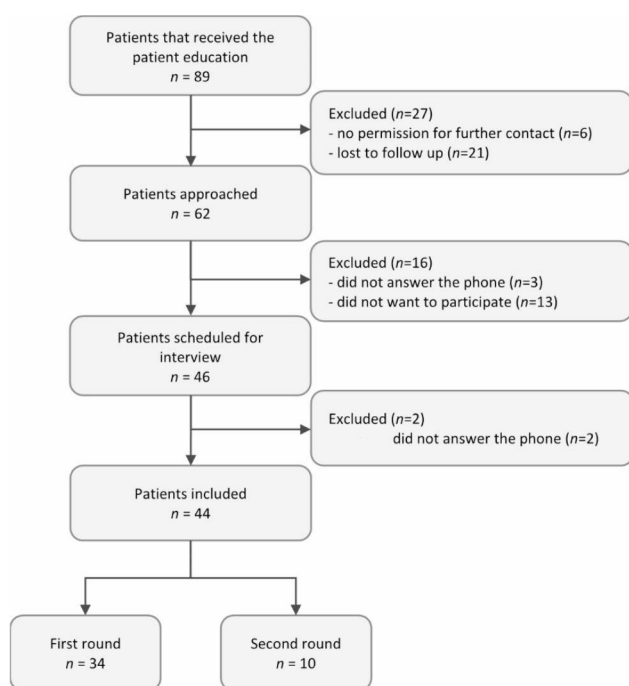 Patients that received the
patient education
n = 89
Excluded (n=27)
- no permission for further contact (n=6)
- lost to follow up (n=21)
Patients approached
n = 62
Excluded (n=16)
- did not answer the phone (n=3)
- did not want to participate (n=13)
Patients scheduled for
interview
n = 46
Excluded (n=2)
did not answer the phone (n=2)
Patients included
n = 44
First round
n = 34
Second round
n = 10